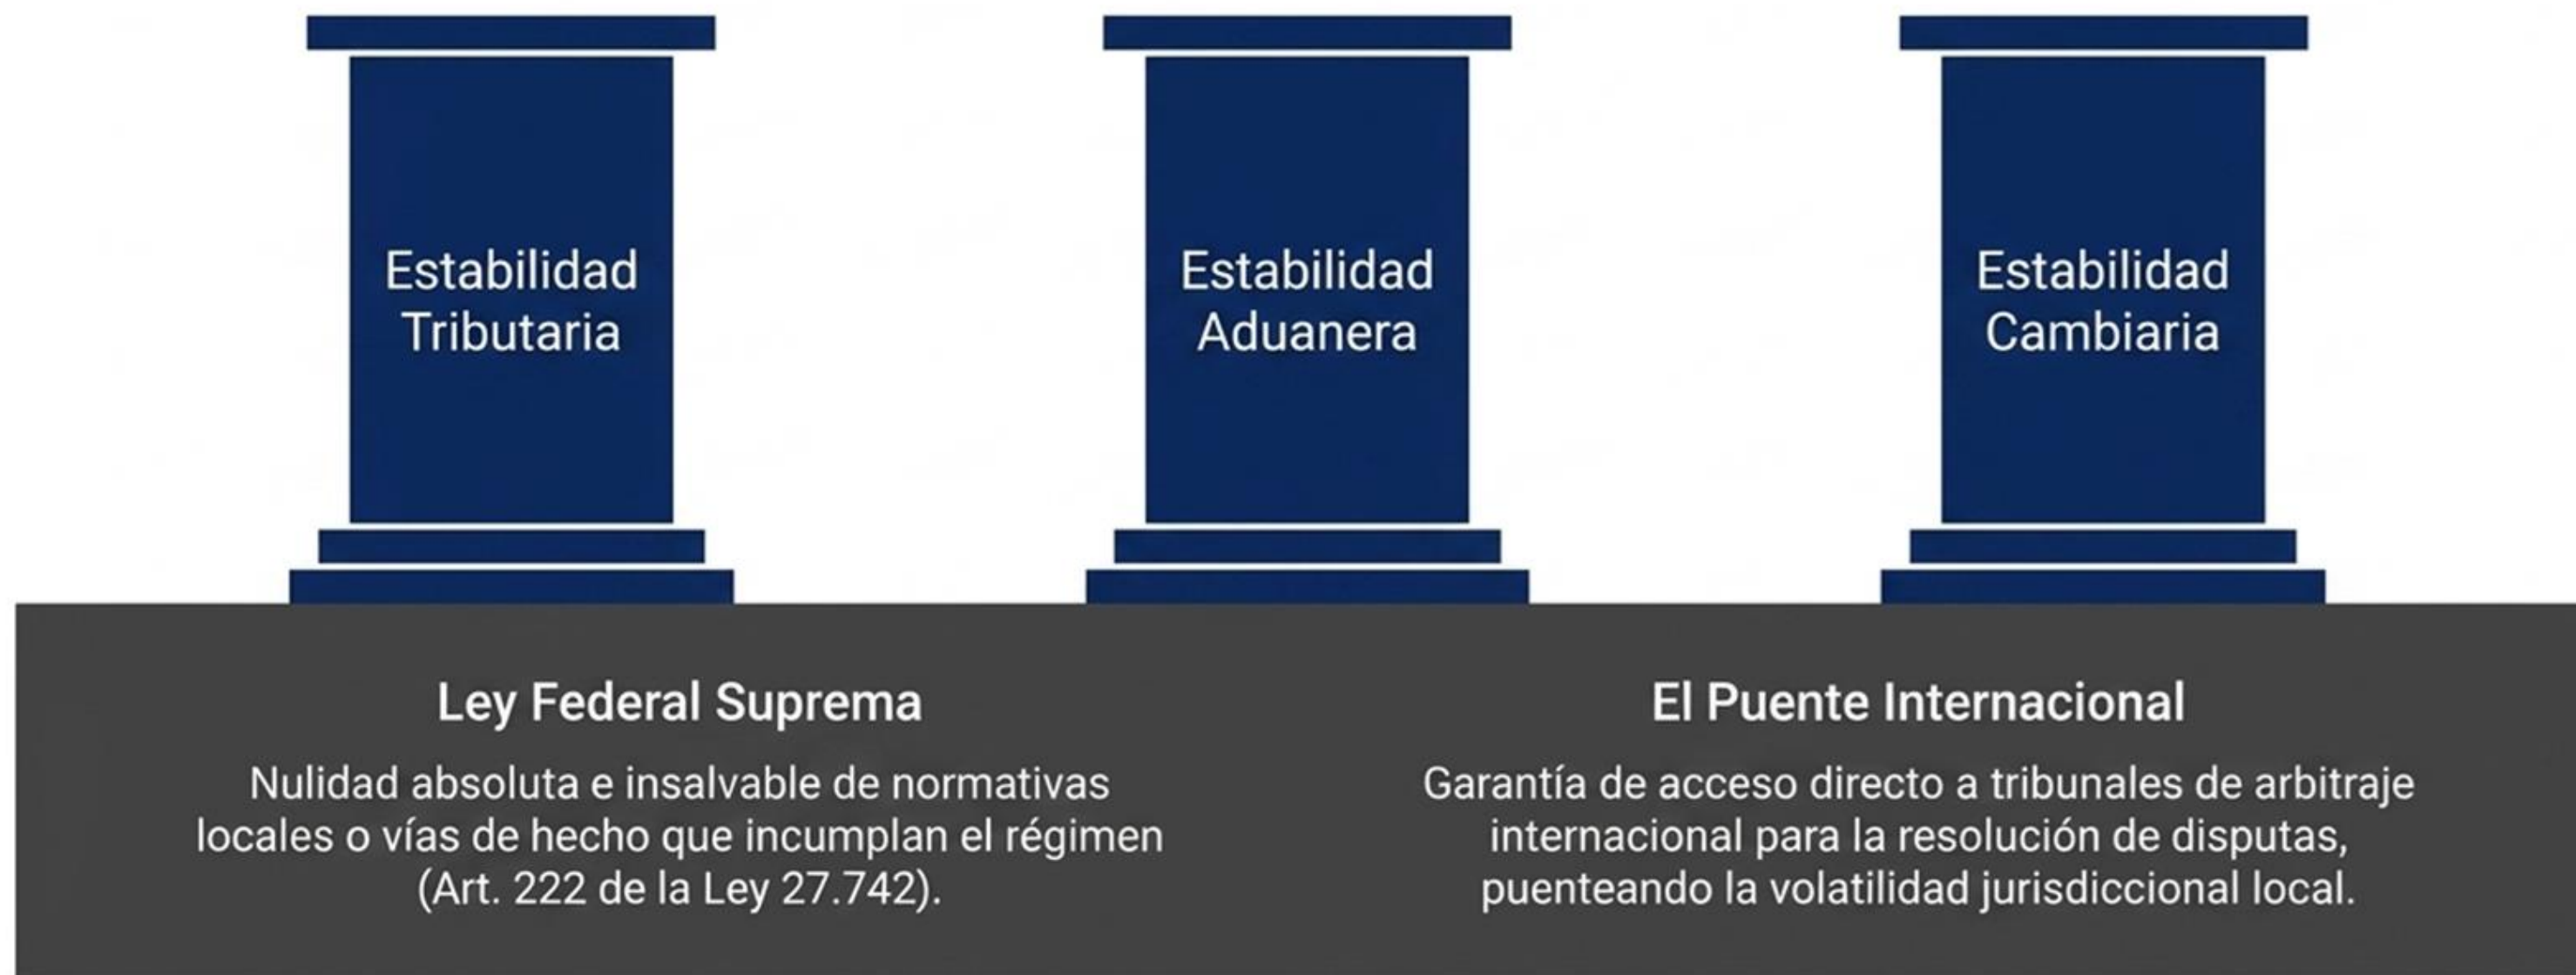 Estabilidad
Tributaria
Estabilidad
Aduanera
Estabilidad
Cambiaria
Ley Federal Suprema
Nulidad absoluta e insalvable de normativas
locales o vías de hecho que incumplan el régimen
(Art. 222 de la Ley 27.742).
El Puente Internacional
Garantía de acceso directo a tribunales de arbitraje
internacional para la resolución de disputas,
puenteando la volatilidad jurisdiccional local.